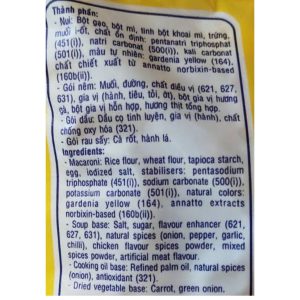 Thành phần:
- Nui: Bột gạo, bột mì, tinh bột khoai mì, trứng,
muối i-ốt, chất ổn định: pentanatri triphosphat
(451(i)), natri carbonat (500(i)), kali carbonat
(501(i)), màu tự nhiên: gardenia yellow (164),
chất chiết xuất từ annatto norbixin-based
(160b(ii)).
- Gói nêm: Muối, đường, chất điều vị (621, 627,
631), gia vị (hành, tiêu, tỏi, ớt), bột gia vị hương
gà, bột gia vị hỗn hợp, hương thịt tổng hợp.
- Gói dầu: Dầu cọ tinh luyện, gia vị (hành), chất
chống oxy hóa (321).
- Gói rau sấy: Cà rốt, hành lá.
Ingredients:
- Macaroni: Rice flour, wheat flour, tapioca starch,
egg, iodized salt, stabilisers: pentasodium
triphosphate (451(i)), sodium carbonate (500(i)),
potassium carbonate (501(i)), natural colors:
gardenia yellow (164), annatto extracts
norbixin-based (160b(ii)).
- Soup base: Salt, sugar, flavour enhancer (621,
627, 631), natural spices (onion, pepper, garlic,
chilli), chicken flavour spices powder, mixed
spices powder, artificial meat flavour.
- Cooking oil base: Refined palm oil, natural spices
(onion), antioxidant (321).
- Dried vegetable base: Carrot, green onion.